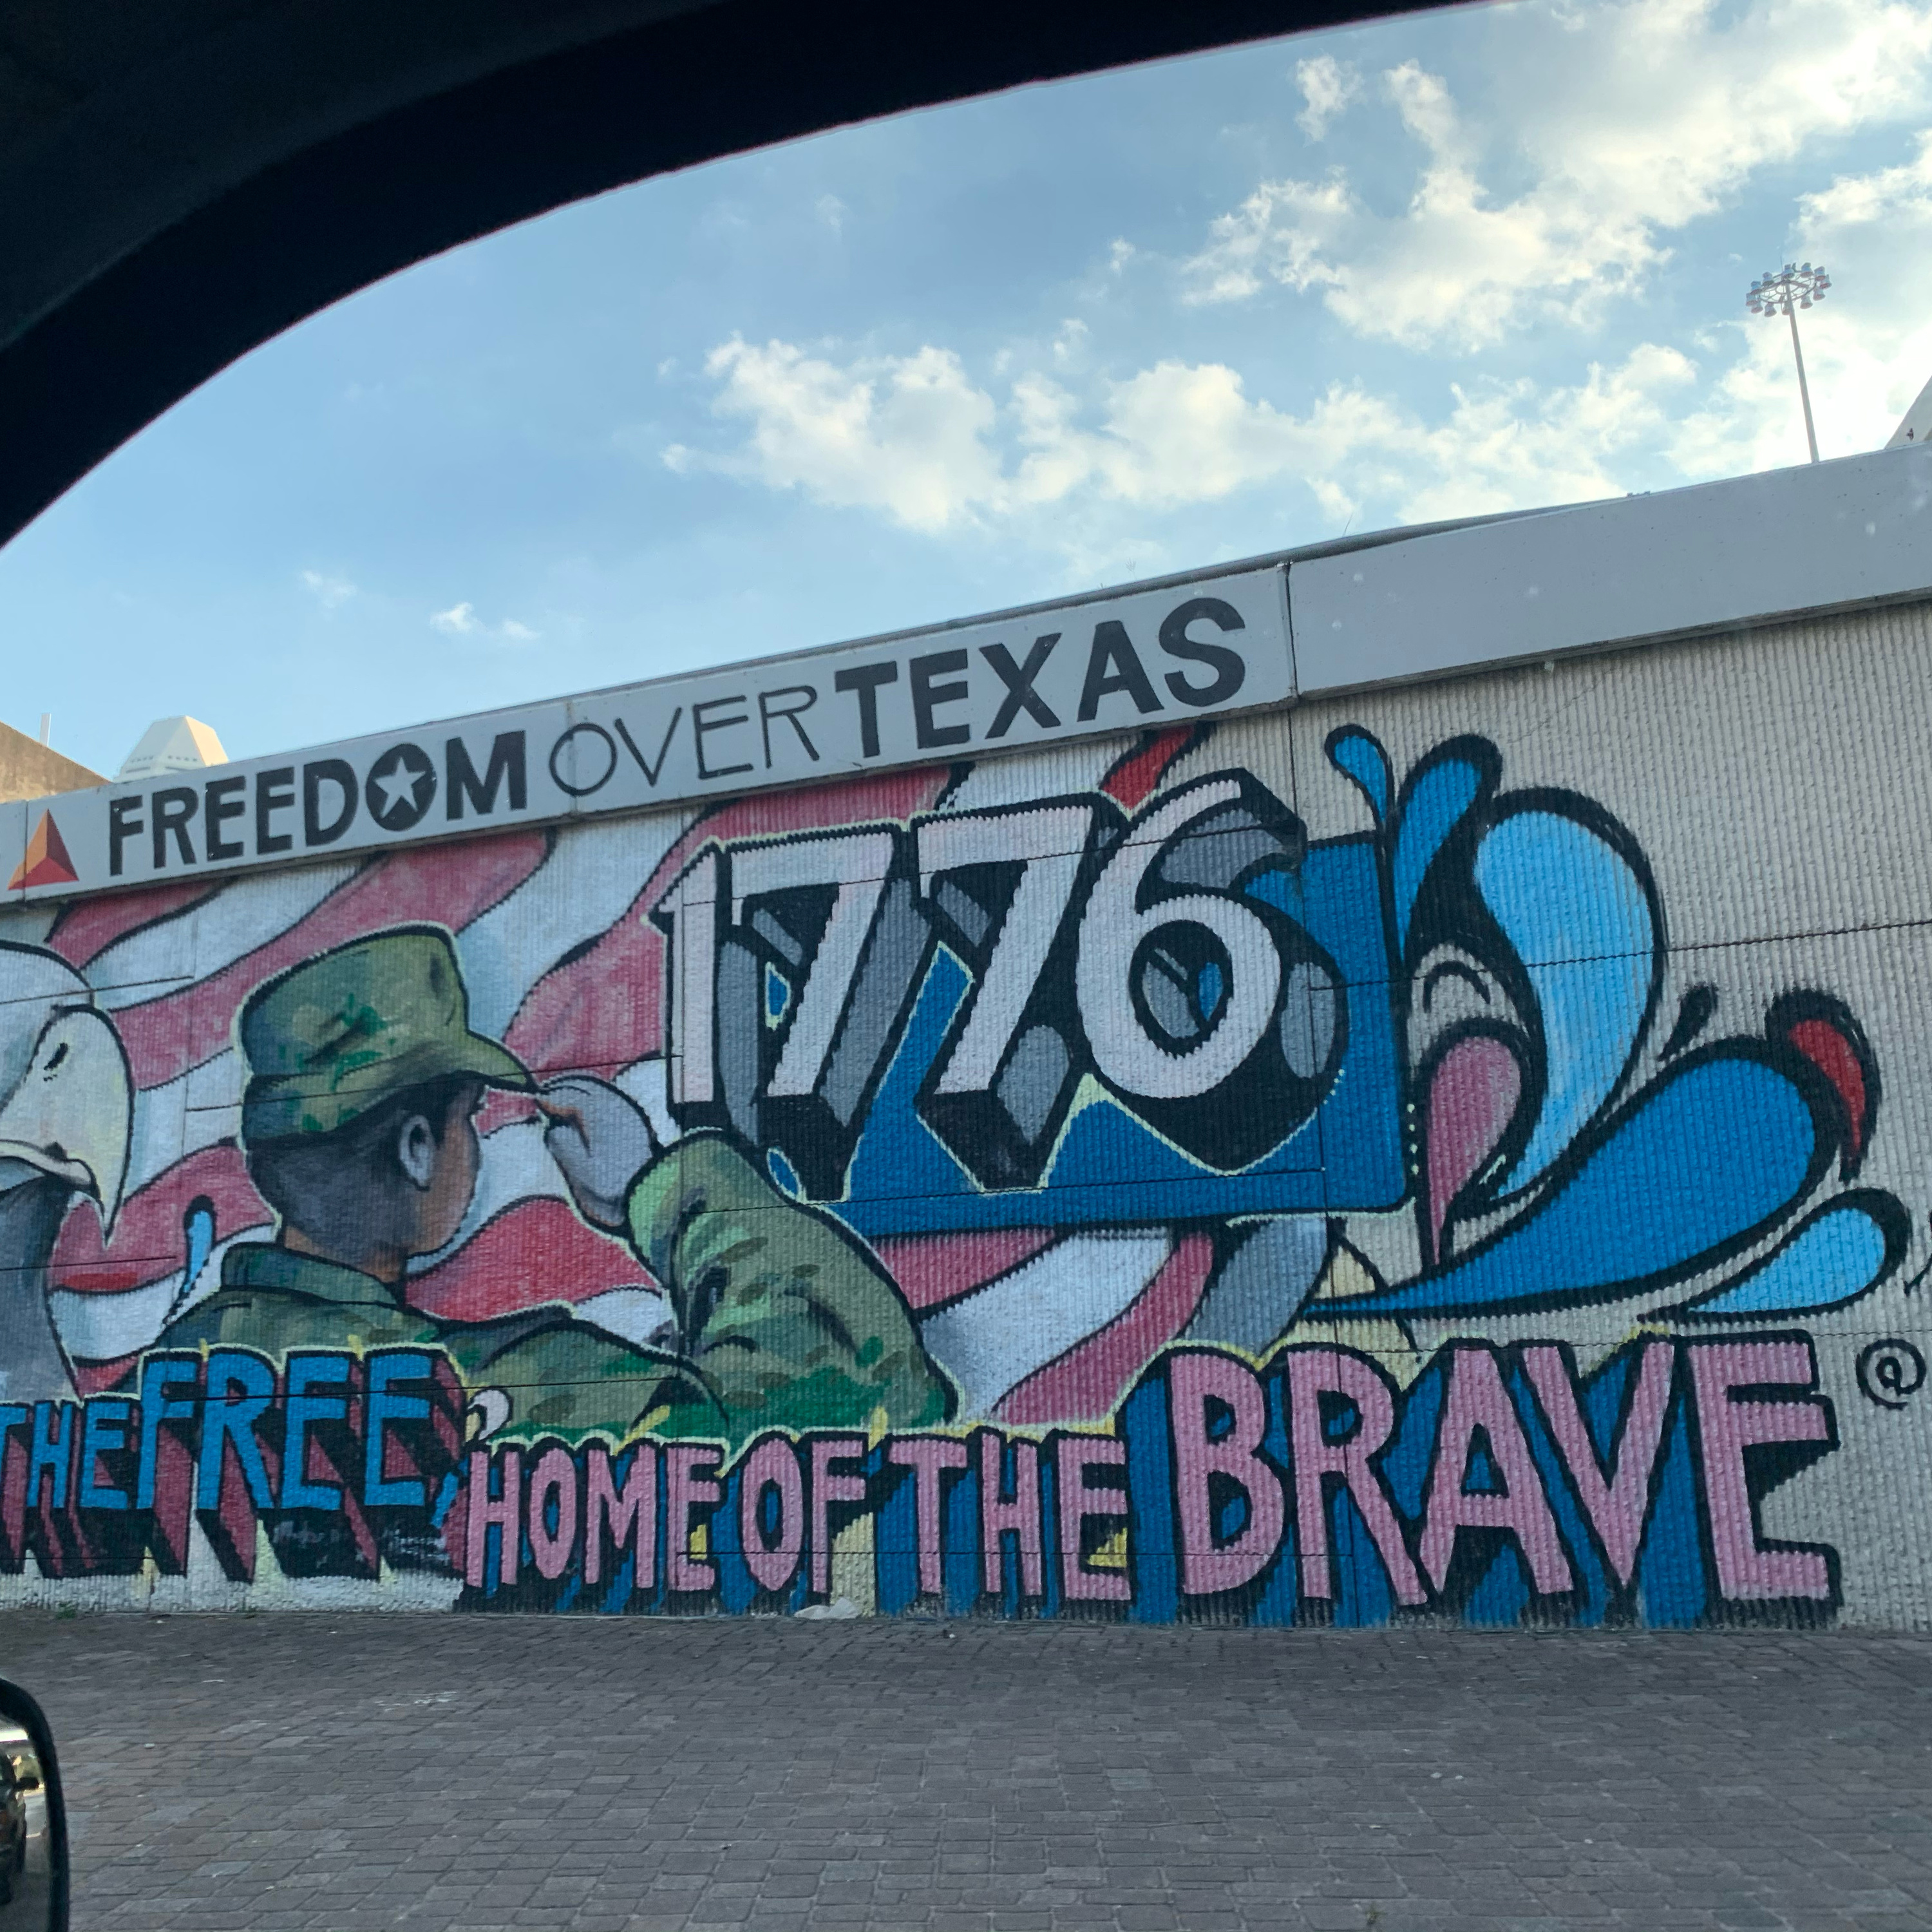 FREEDOM OVER TEXAS
1776
THE FREE,
HOME OF THE BRAVE
@